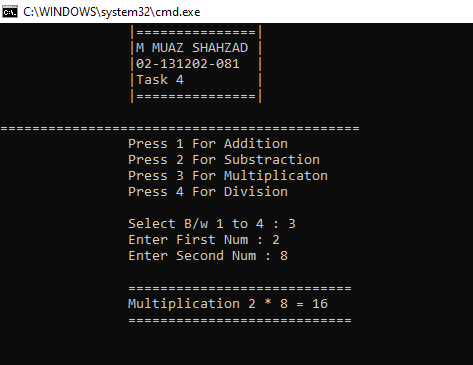 C:\WINDOWS\system32\cmd.exe
|===============|
|M MUAZ SHAHZAD |
|02-131202-081  |
|Task 4         |
|===============|
=============================================
Press 1 For Addition
Press 2 For Substraction
Press 3 For Multiplicaton
Press 4 For Division
Select B/w 1 to 4 : 3
Enter First Num : 2
Enter Second Num : 8
============================
Multiplication 2 * 8 = 16
============================